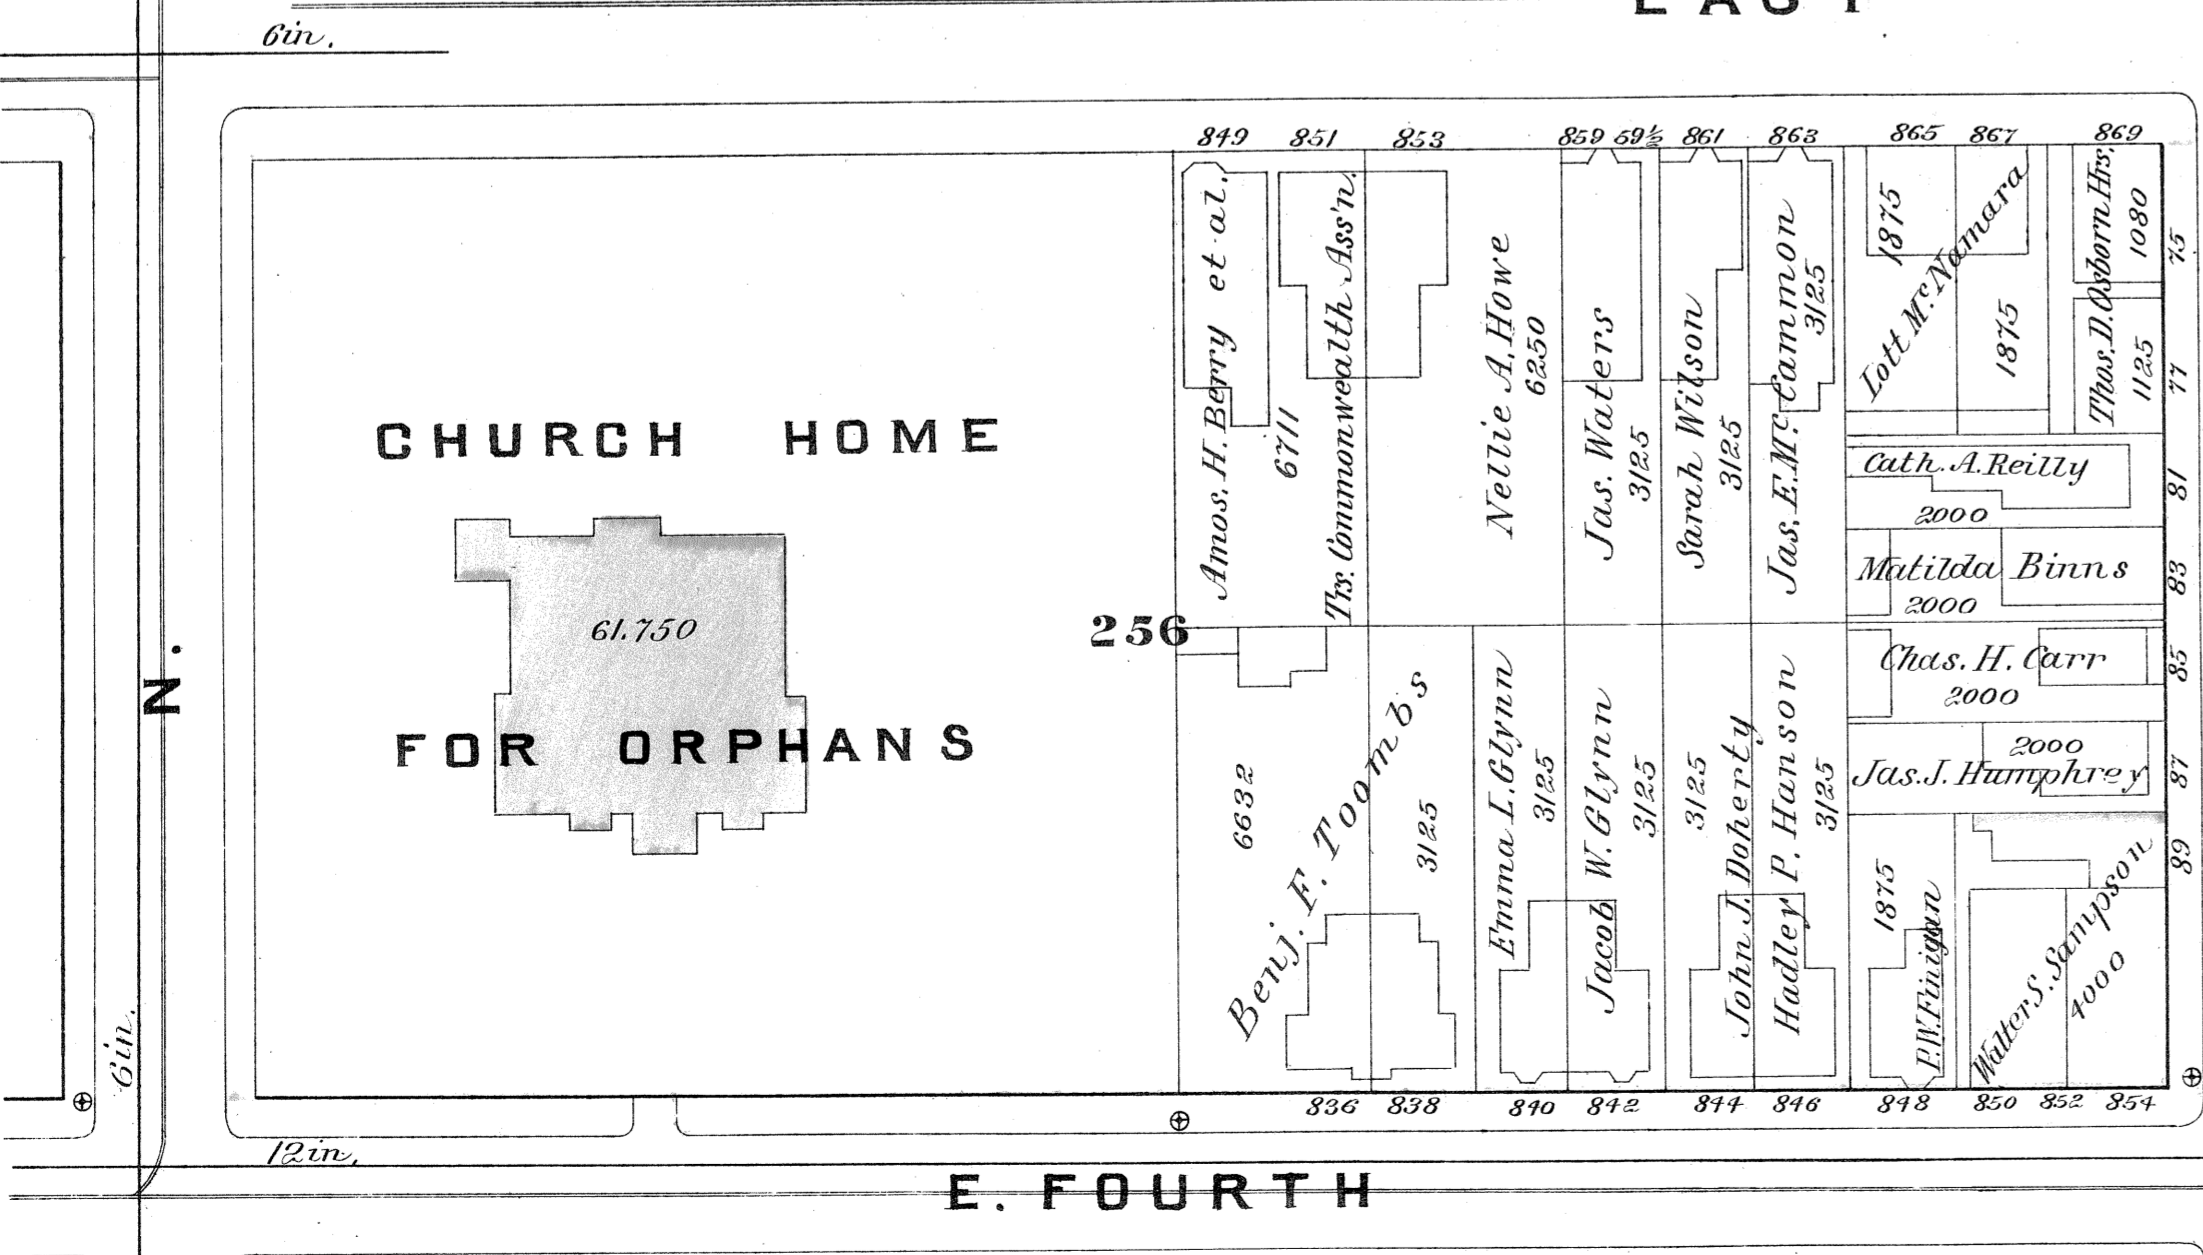 EAST
6in.
849 851 853 859 59½ 861 863 865 867 869
Amos. H. Berry et al.
6711
Trs. Commonwealth Ass'n.
Nellie A. Howe
6250
Jas. Waters
3125
Sarah Wilson
3125
Jas. E. Mc. Cammon
3125
1875
Lott Mc. Namara
1875
Thos. D. Osborn Hrs.
1080
75
1125
77
Cath. A. Reilly
2000
81
Matilda Binns
2000
83
Chas. H. Carr
2000
85
2000
Jas. J. Humphrey
87
89
CHURCH HOME
61.750
FOR ORPHANS
256
N.
6in.
6632
Benj. F. Toombs
3125
Emma L. Glynn
3125
Jacob W. Glynn
3125
3125
John J. Doherty
Hadley P. Hanson
3125
1875
P. W. Finigan
Walter S. Sampson
4000
836 838 840 842 844 846 848 850 852 854
12in.
E. FOURTH